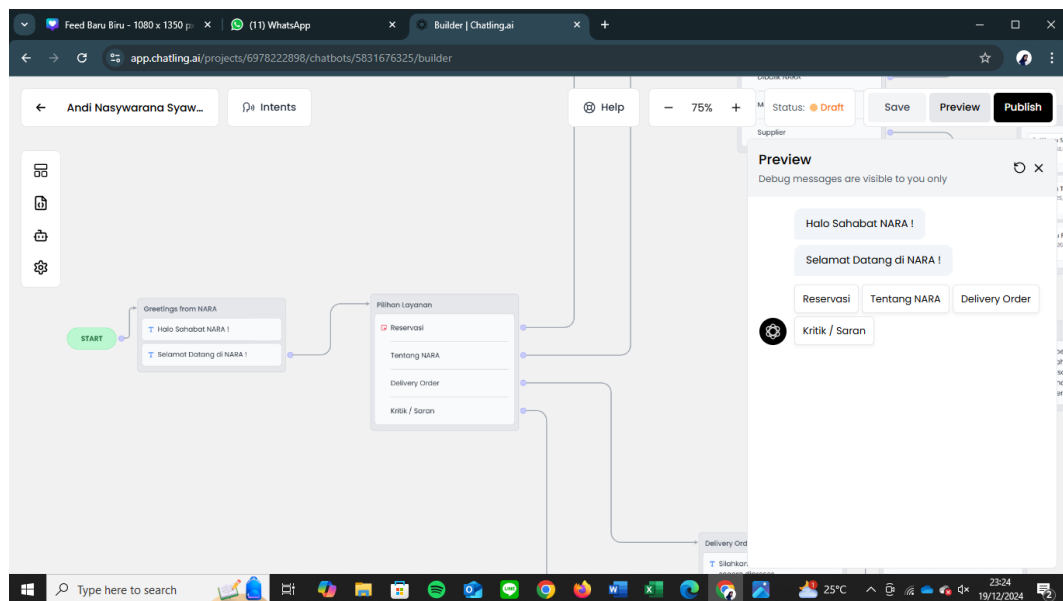 Feed Baru Biru - 1080 x 1350 p
(11) WhatsApp
Builder | Chatling.ai
app.chatling.ai/projects/6978222898/chatbots/5831676325/builder
Andi Nasywarana Syaw...
Intents
Help
75%
Status: Draft
Save
Preview
Publish
Supplier
Preview
Debug messages are visible to you only
Halo Sahabat NARA !
Selamat Datang di NARA !
Reservasi
Tentang NARA
Delivery Order
Kritik / Saran
START
Greetings from NARA
Halo Sahabat NARA !
Selamat Datang di NARA !
Pilihan Layanan
Reservasi
Tentang NARA
Delivery Order
Kritik / Saran
Delivery Ord
Silahkan
Type here to search
25°C
23:24
19/12/2024
2